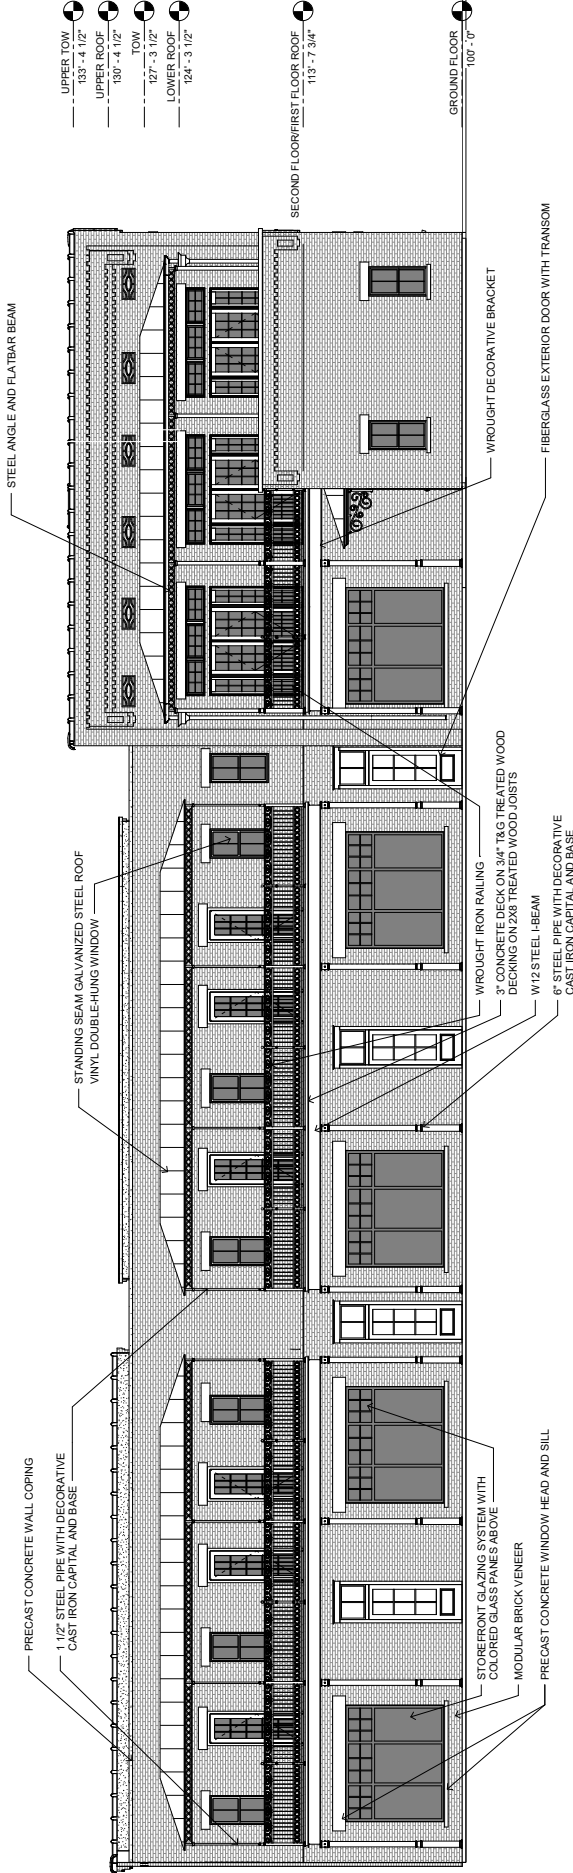 PRECAST CONCRETE WALL COPING
1 1/2" STEEL PIPE WITH DECORATIVE
CAST IRON CAPITAL AND BASE
STANDING SEAM GALVANIZED STEEL ROOF
VINYL DOUBLE-HUNG WINDOW
STEEL ANGLE AND FLATBAR BEAM
UPPER TOW
133' - 4 1/2"
UPPER ROOF
130' - 4 1/2"
TOW
127' - 3 1/2"
LOWER ROOF
124' - 3 1/2"
SECOND FLOOR/FIRST FLOOR ROOF
113' - 7 3/4"
GROUND FLOOR
100' - 0"
STOREFRONT GLAZING SYSTEM WITH
COLORED GLASS PANES ABOVE
MODULAR BRICK VENEER
PRECAST CONCRETE WINDOW HEAD AND SILL
WROUGHT IRON RAILING
3" CONCRETE DECK ON 3/4" T&G TREATED WOOD
DECKING ON 2X8 TREATED WOOD JOISTS
W12 STEEL I-BEAM
6" STEEL PIPE WITH DECORATIVE
CAST IRON CAPITAL AND BASE
WROUGHT DECORATIVE BRACKET
FIBERGLASS EXTERIOR DOOR WITH TRANSOM